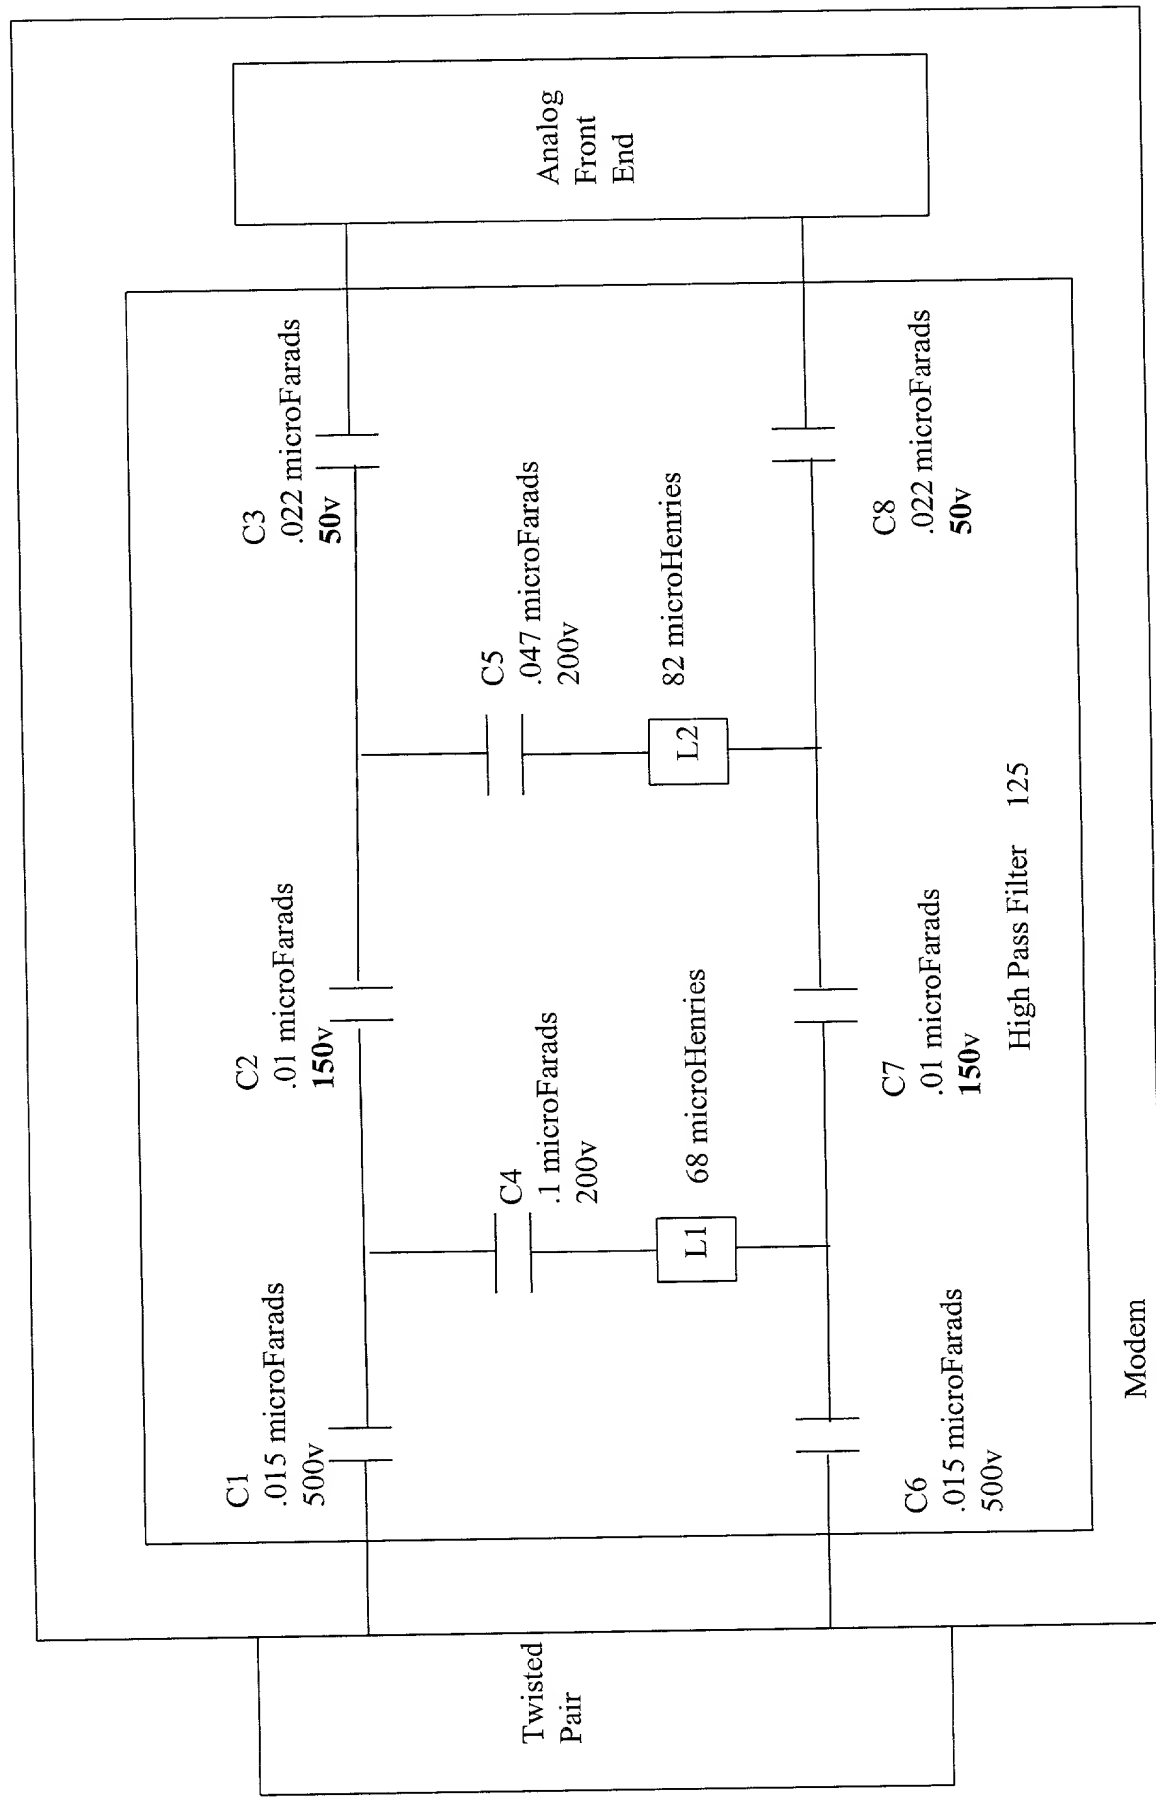 Twisted
Pair
C1
.015 microFarads
500v
C2
.01 microFarads
150v
C3
.022 microFarads
50v
C4
.1 microFarads
200v
L1
68 microHenries
C5
.047 microFarads
200v
L2
82 microHenries
C6
.015 microFarads
500v
C7
.01 microFarads
150v
C8
.022 microFarads
50v
High Pass Filter 125
Modem
Analog
Front
End